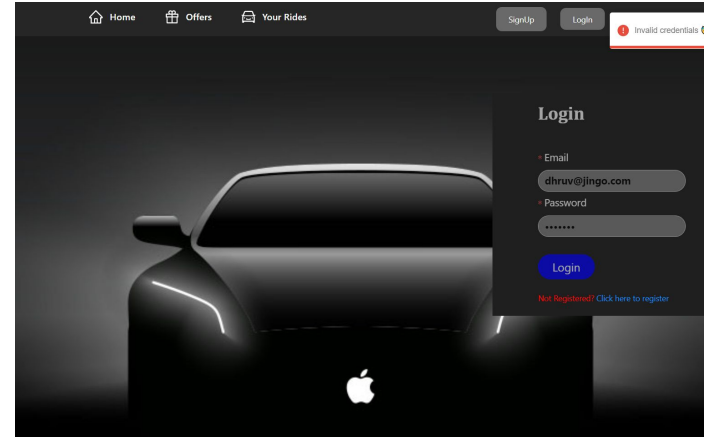 Home Offers Your Rides SignUp LogIn
Invalid credentials
Login
* Email
dhruv@jingo.com
* Password
•••••••
Login
Not Registered? Click here to register